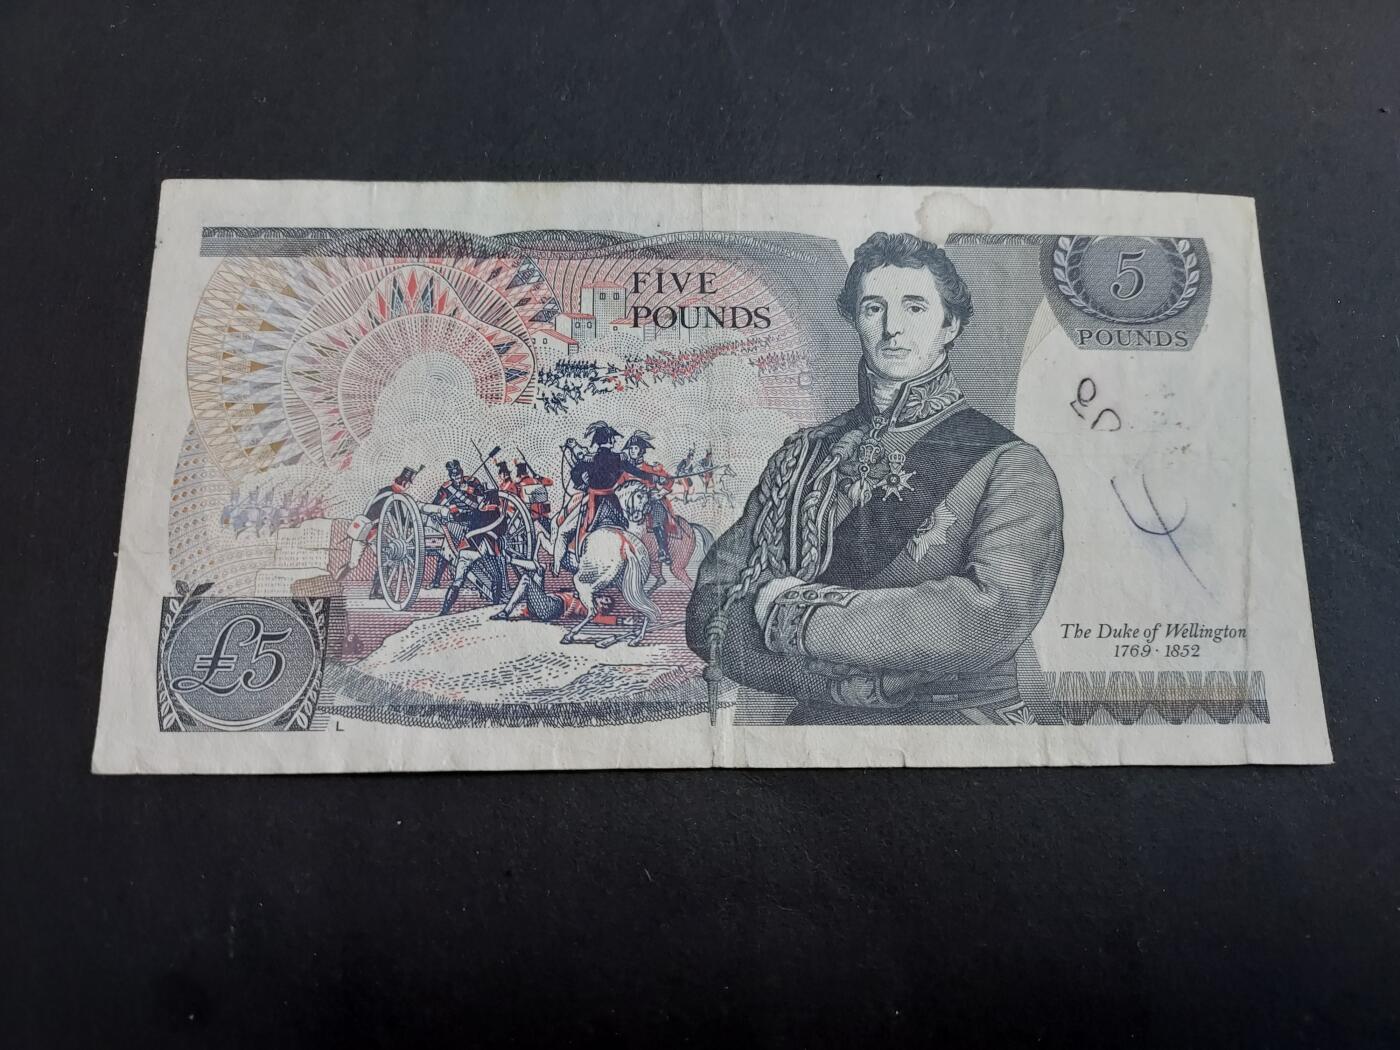 FIVE
POUNDS
5
POUNDS
The Duke of Wellington
1769 · 1852
£5
L